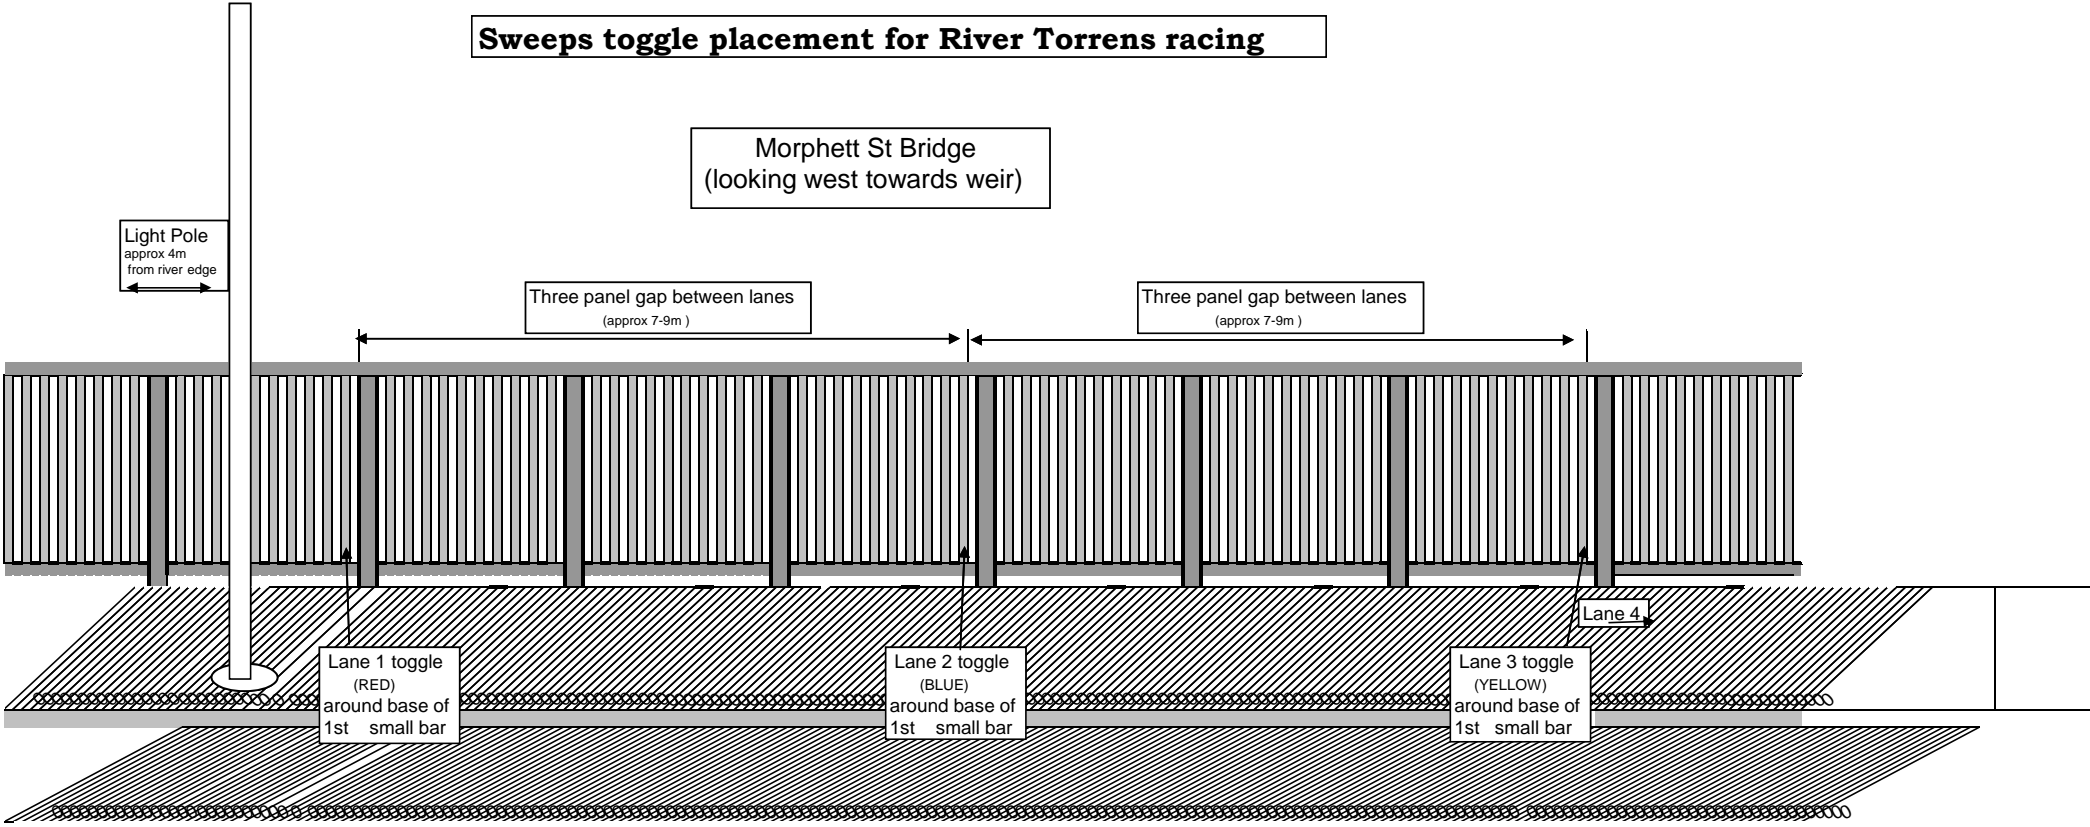 Sweeps toggle placement for River Torrens racing
Morphett St Bridge
(looking west towards weir)
Light Pole
approx 4m
from river edge
Three panel gap between lanes
(approx 7-9m )
Three panel gap between lanes
(approx 7-9m )
Lane 4
Lane 1 toggle
(RED)
around base of
1st small bar
Lane 2 toggle
(BLUE)
around base of
1st small bar
Lane 3 toggle
(YELLOW)
around base of
1st small bar